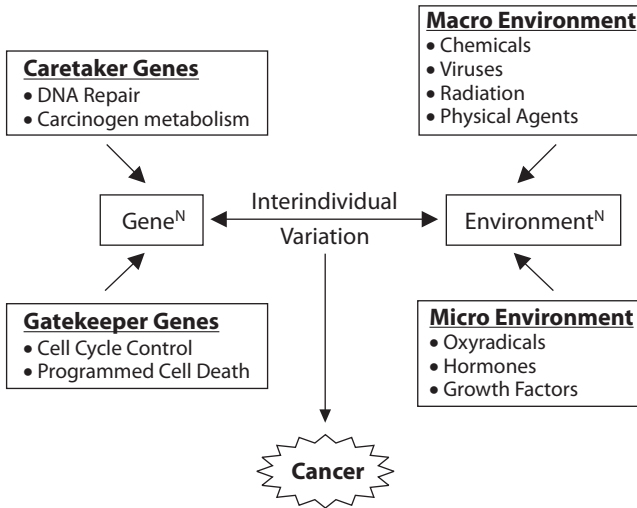 Caretaker Genes
• DNA Repair
• Carcinogen metabolism
Macro Environment
• Chemicals
• Viruses
• Radiation
• Physical Agents
Gene^N
Interindividual
Variation
Environment^N
Gatekeeper Genes
• Cell Cycle Control
• Programmed Cell Death
Micro Environment
• Oxyradicals
• Hormones
• Growth Factors
Cancer